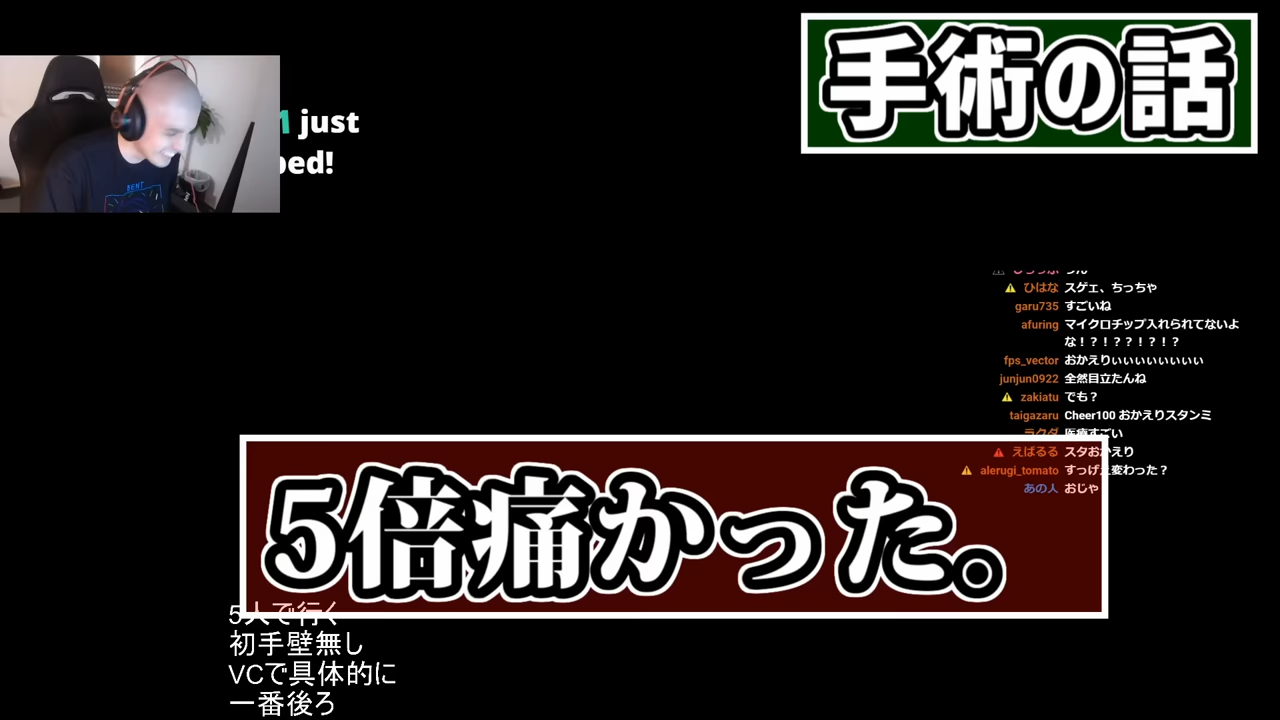 手術の話
just
ped!
ひはな スゲェ、ちっちゃ
garu735 すごいね
afuring マイクロチップ入れられてないよ
な！？！？？！？！？
fps_vector おかえりぃぃぃぃぃぃぃぃ
junjun0922 全然目立たんね
zakiatu でも？
taigazaru Cheer100 おかえりスタンミ
ラクダ 医療すごい
えばるる スタおかえり
alerugi_tomato すっげぇ変わった？
あの人 おじゃ
5倍痛かった。
5人で行く
初手壁無し
VCで具体的に
一番後ろ